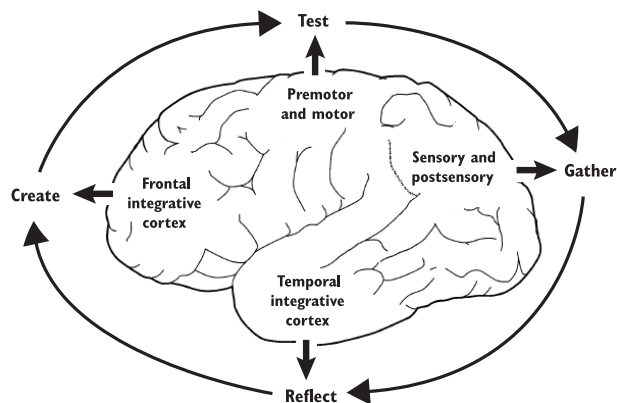 Test
Premotor
and motor
Sensory and
postsensory
Gather
Create
Frontal
integrative
cortex
Temporal
integrative
cortex
Reflect